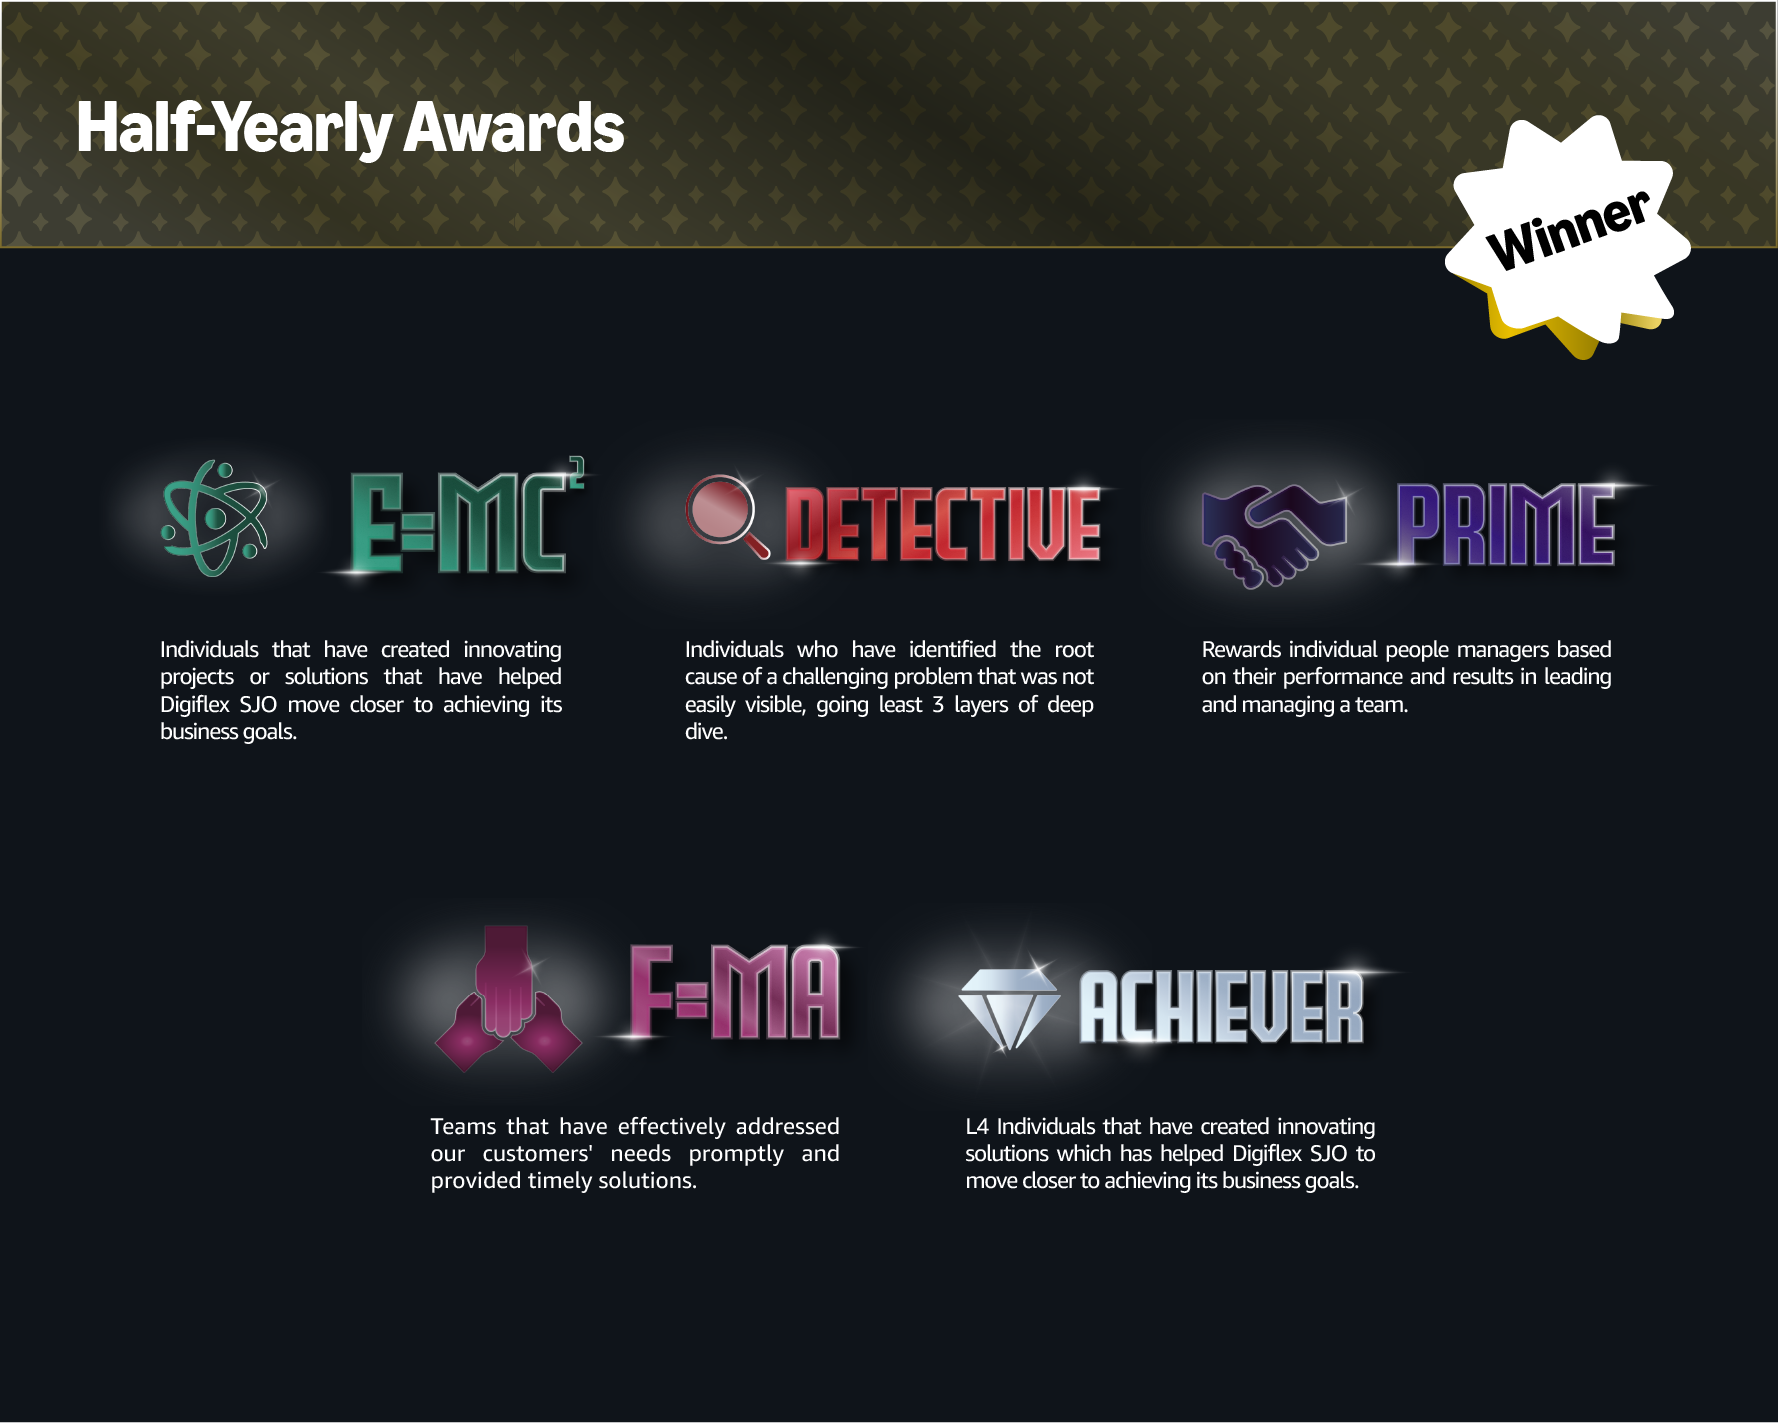 Half-Yearly Awards
Winner
E=MC²
DETECTIVE
PRIME
Individuals that have created innovating
projects or solutions that have helped
Digiflex SJO move closer to achieving its
business goals.
Individuals who have identified the root
cause of a challenging problem that was not
easily visible, going least 3 layers of deep
dive.
Rewards individual people managers based
on their performance and results in leading
and managing a team.
F=MA
ACHIEVER
Teams that have effectively addressed
our customers' needs promptly and
provided timely solutions.
L4 Individuals that have created innovating
solutions which has helped Digiflex SJO to
move closer to achieving its business goals.